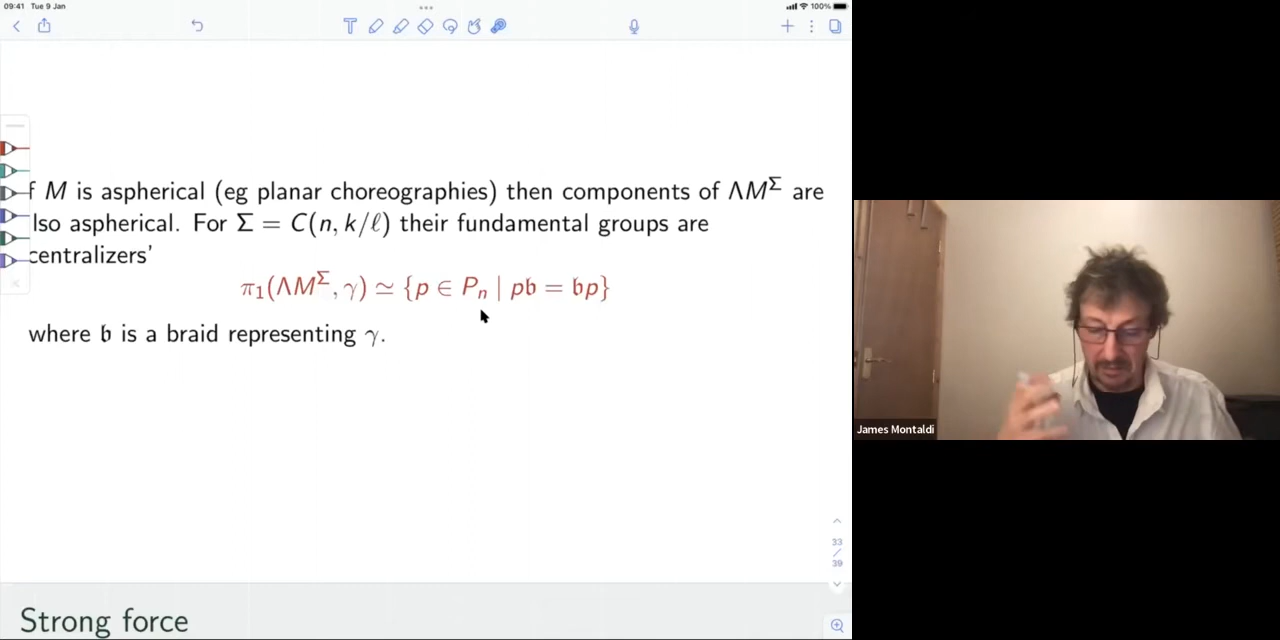 09:41 Tue 9 Jan
100%
f M is aspherical (eg planar choreographies) then components of ΛM^Σ are
lso aspherical. For Σ = C(n, k/ℓ) their fundamental groups are
centralizers'
π₁(ΛM^Σ, γ) ≃ {p ∈ Pₙ | p𝔟 = 𝔟p}
where 𝔟 is a braid representing γ.
33
/
39
Strong force
James Montaldi